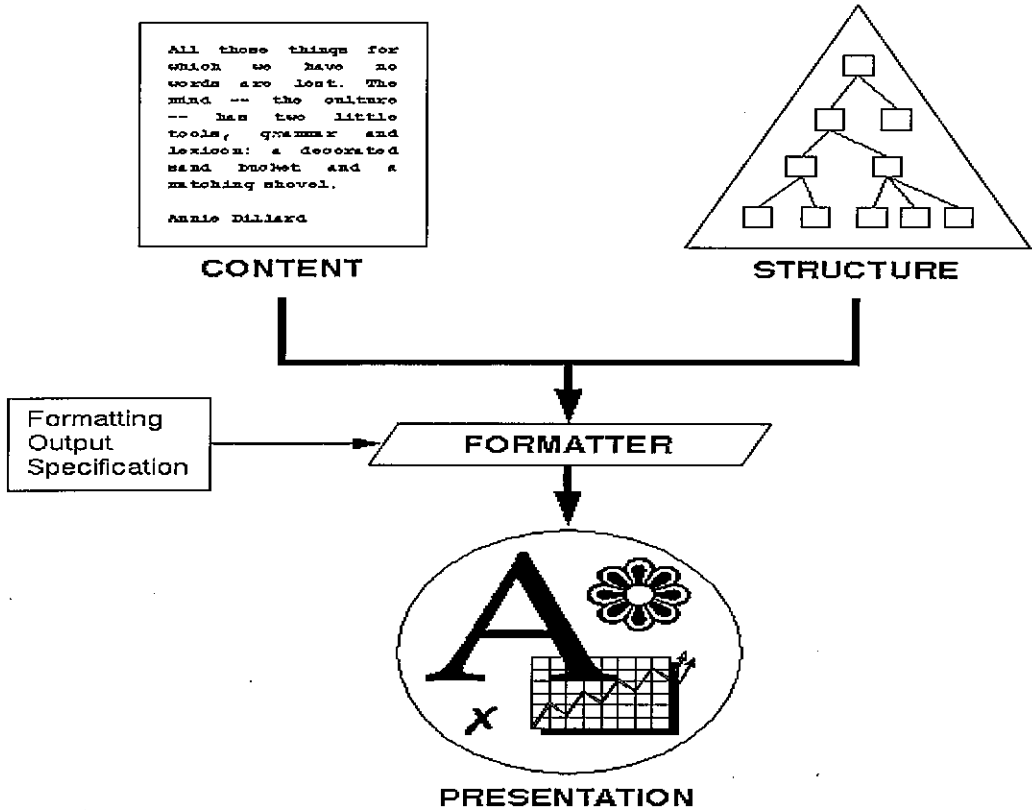 All those things for
which we have no
words are lost. The
mind -- the culture
-- has two little
tools, grammar and
lexicon: a decorated
sand bucket and a
matching shovel.
Annie Dillard
CONTENT
STRUCTURE
Formatting
Output
Specification
FORMATTER
A
x
PRESENTATION